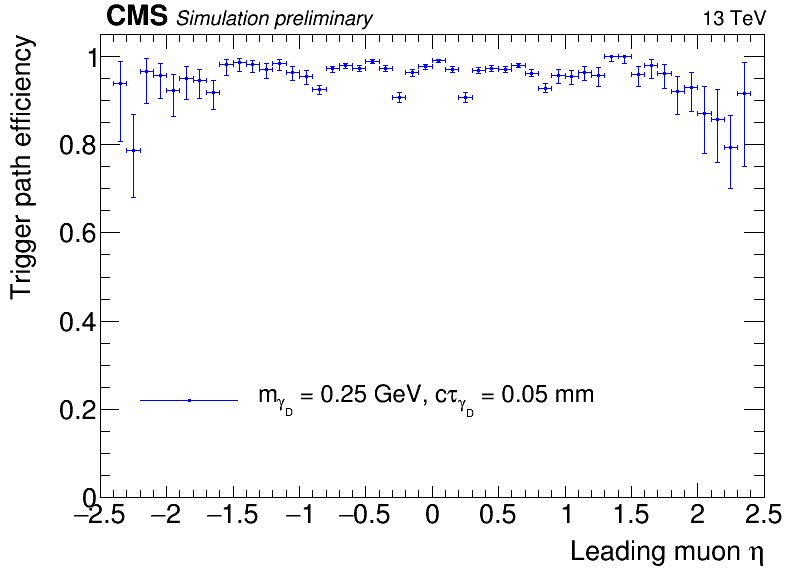 CMS Simulation preliminary 13 TeV
Trigger path efficiency
1
0.8
0.6
0.4
0.2
0
m_γ_D = 0.25 GeV, cτ_γ_D = 0.05 mm
−2.5 −2 −1.5 −1 −0.5 0 0.5 1 1.5 2 2.5
Leading muon η